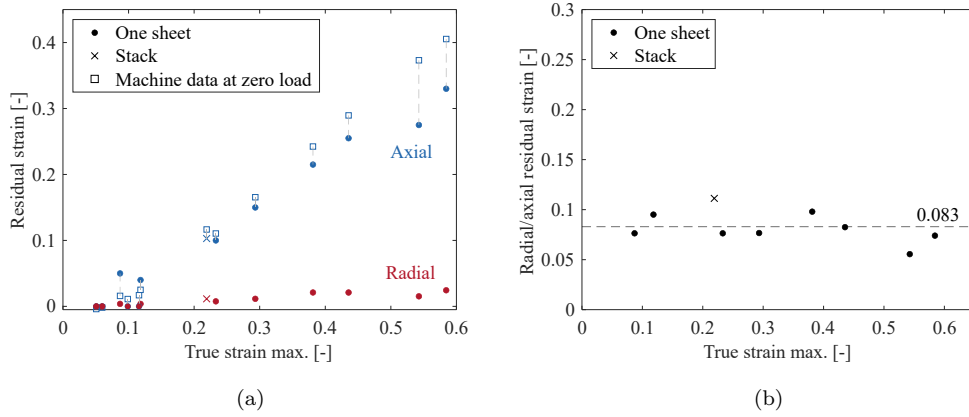 One sheet
Stack
Machine data at zero load
Axial
Radial
Residual strain [-]
0.4
0.3
0.2
0.1
0
0
0.1
0.2
0.3
0.4
0.5
0.6
True strain max. [-]
(a)
One sheet
Stack
0.083
Radial/axial residual strain [-]
0.3
0.25
0.2
0.15
0.1
0.05
0
0
0.1
0.2
0.3
0.4
0.5
0.6
True strain max. [-]
(b)